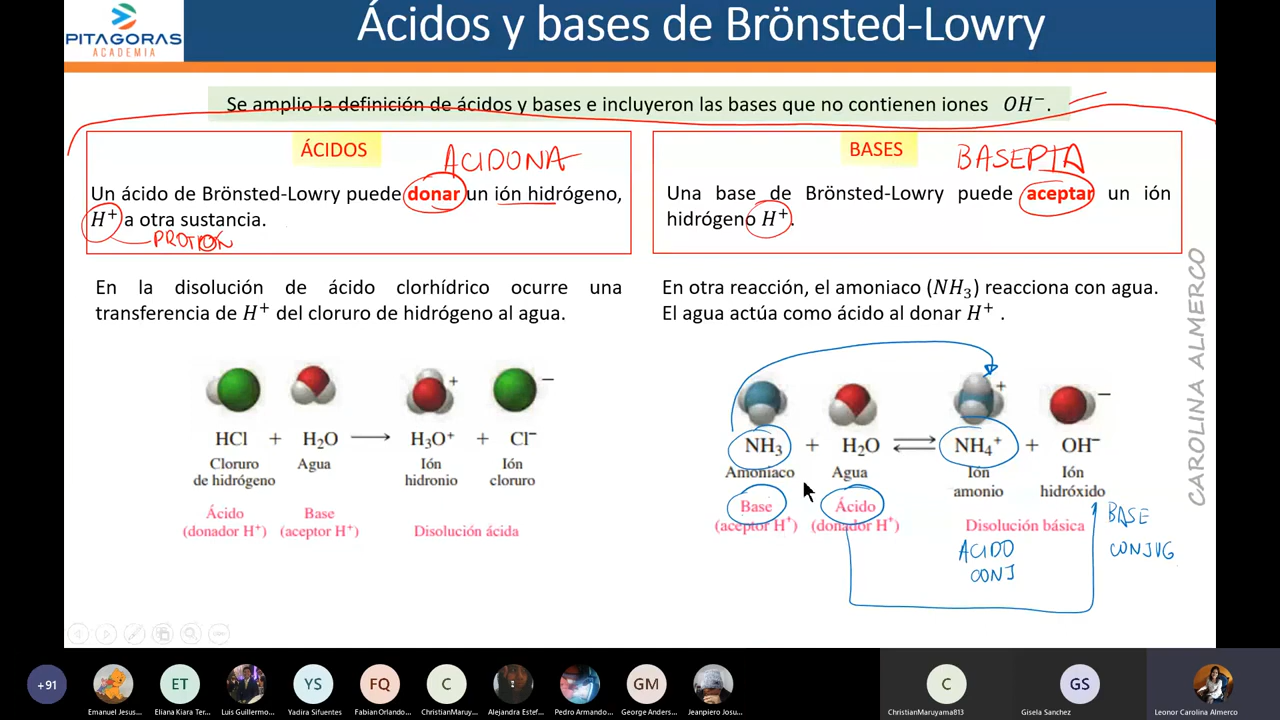 PITAGORAS
ACADEMIA
Ácidos y bases de Brönsted-Lowry
Se amplio la definición de ácidos y bases e incluyeron las bases que no contienen iones OH⁻.
ÁCIDOS
ACIDONA
Un ácido de Brönsted-Lowry puede donar un ión hidrógeno,
H⁺ a otra sustancia.
PROTON
BASES
BASEPTA
Una base de Brönsted-Lowry puede aceptar un ión
hidrógeno H⁺.
En la disolución de ácido clorhídrico ocurre una
transferencia de H⁺ del cloruro de hidrógeno al agua.
En otra reacción, el amoniaco (NH₃) reacciona con agua.
El agua actúa como ácido al donar H⁺ .
+ −
HCl + H₂O ⟶ H₃O⁺ + Cl⁻
Cloruro de hidrógeno Agua Ión hidronio Ión cloruro
Ácido (donador H⁺) Base (aceptor H⁺) Disolución ácida
+ −
NH₃ + H₂O ⇌ NH₄⁺ + OH⁻
Amoniaco Agua Ión amonio Ión hidróxido
Base (aceptor H⁺) Ácido (donador H⁺) Disolución básica
ACIDO
CONJ
BASE
CONJUG
CAROLINA ALMERCO
+91
ET
YS
FQ
C
GM
C
GS
Emanuel Jesus...
Eliana Kiara Ter...
Luis Guillermo...
Yadira Sifuentes
Fabian Orlando...
ChristianMaruy...
Alejandra Estef...
Pedro Armando...
George Anders...
Jeanpiero Josu...
ChristianMaruyama813
Gisela Sanchez
Leonor Carolina Almerco